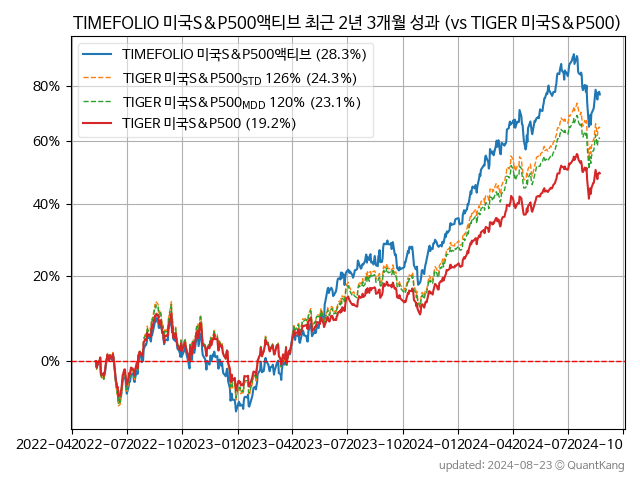 TIMEFOLIO 미국S&P500액티브 최근 2년 3개월 성과 (vs TIGER 미국S&P500)
TIMEFOLIO 미국S&P500액티브 (28.3%)
TIGER 미국S&P500STD 126% (24.3%)
TIGER 미국S&P500MDD 120% (23.1%)
TIGER 미국S&P500 (19.2%)
80%
60%
40%
20%
0%
2022-04 2022-07 2022-10 2023-01 2023-04 2023-07 2023-10 2024-01 2024-04 2024-07 2024-10
updated: 2024-08-23 © QuantKang